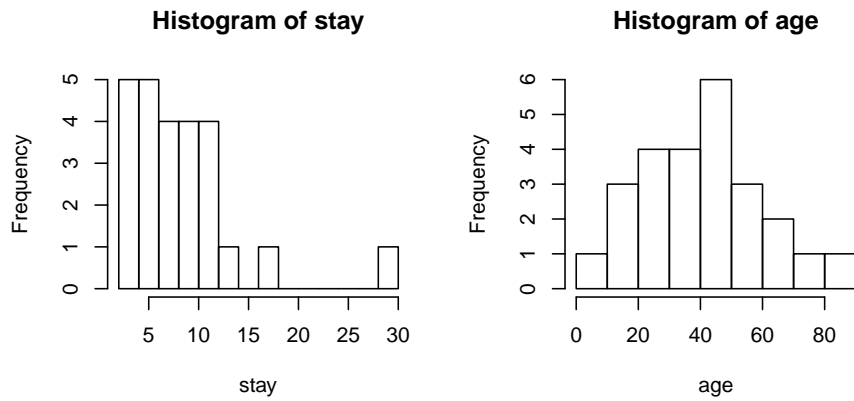 Histogram of stay
Frequency
0 1 2 3 4 5
5 10 15 20 25 30
stay
Histogram of age
Frequency
0 1 2 3 4 5 6
0 20 40 60 80
age